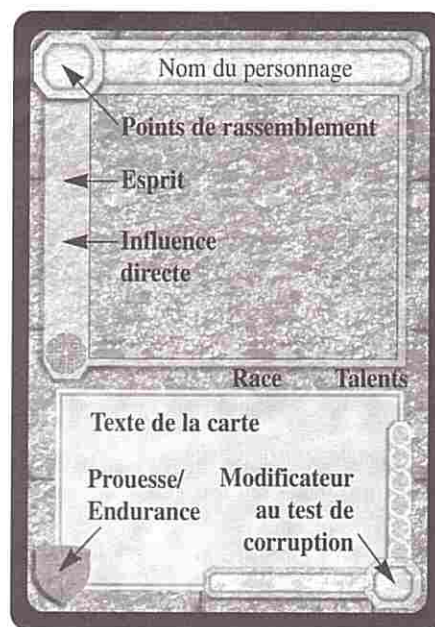 Nom du personnage
Points de rassemblement
Esprit
Influence
directe
Race Talents
Texte de la carte
Prouesse/
Endurance
Modificateur
au test de
corruption